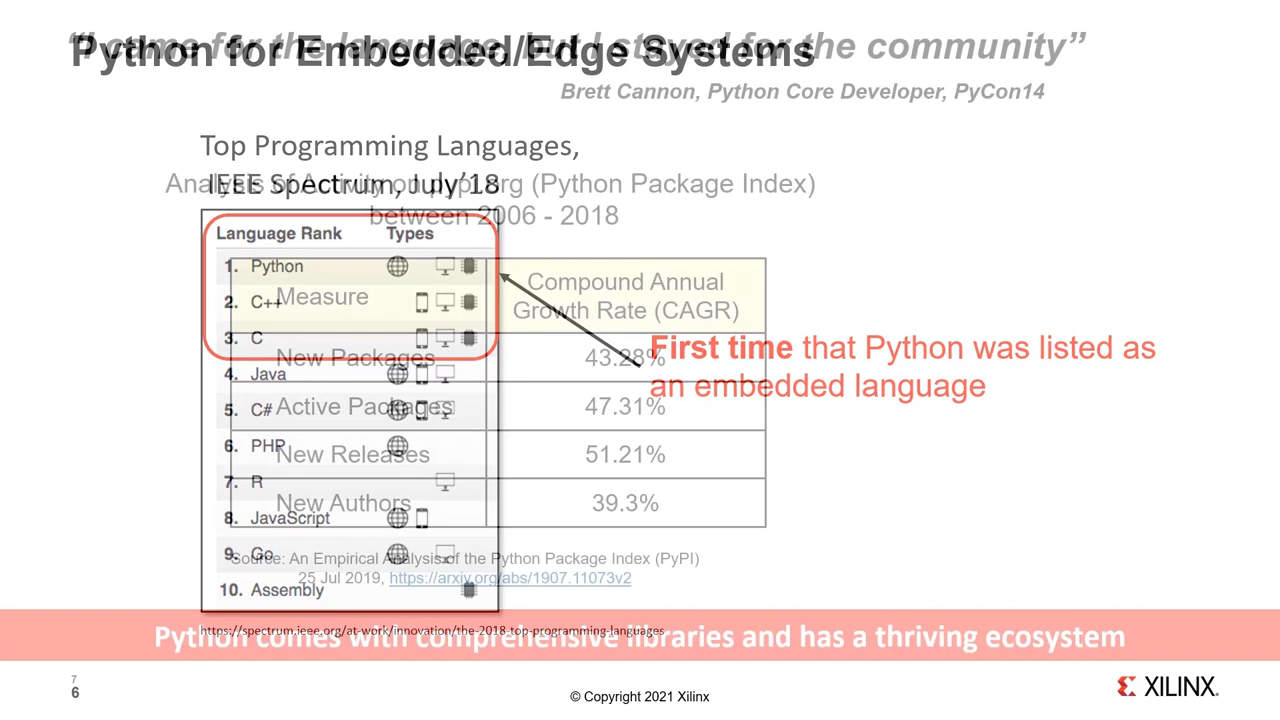 Python for Embedded/Edge Systems
“I came for the language, but I stayed for the community”
Brett Cannon, Python Core Developer, PyCon14
Top Programming Languages,
IEEE Spectrum, July’18
Analysis of Activity on pypi.org (Python Package Index)
between 2006 - 2018
Language Rank Types
1. Python
2. C++
3. C
4. Java
5. C#
6. PHP
7. R
8. JavaScript
9. Go
10. Assembly
Measure
Compound Annual
Growth Rate (CAGR)
New Packages 43.28%
Active Packages 47.31%
New Releases 51.21%
New Authors 39.3%
First time that Python was listed as
an embedded language
Source: An Empirical Analysis of the Python Package Index (PyPI)
25 Jul 2019, https://arxiv.org/abs/1907.11073v2
https://spectrum.ieee.org/at-work/innovation/the-2018-top-programming-languages
Python comes with comprehensive libraries and has a thriving ecosystem
7
6
© Copyright 2021 Xilinx
XILINX.